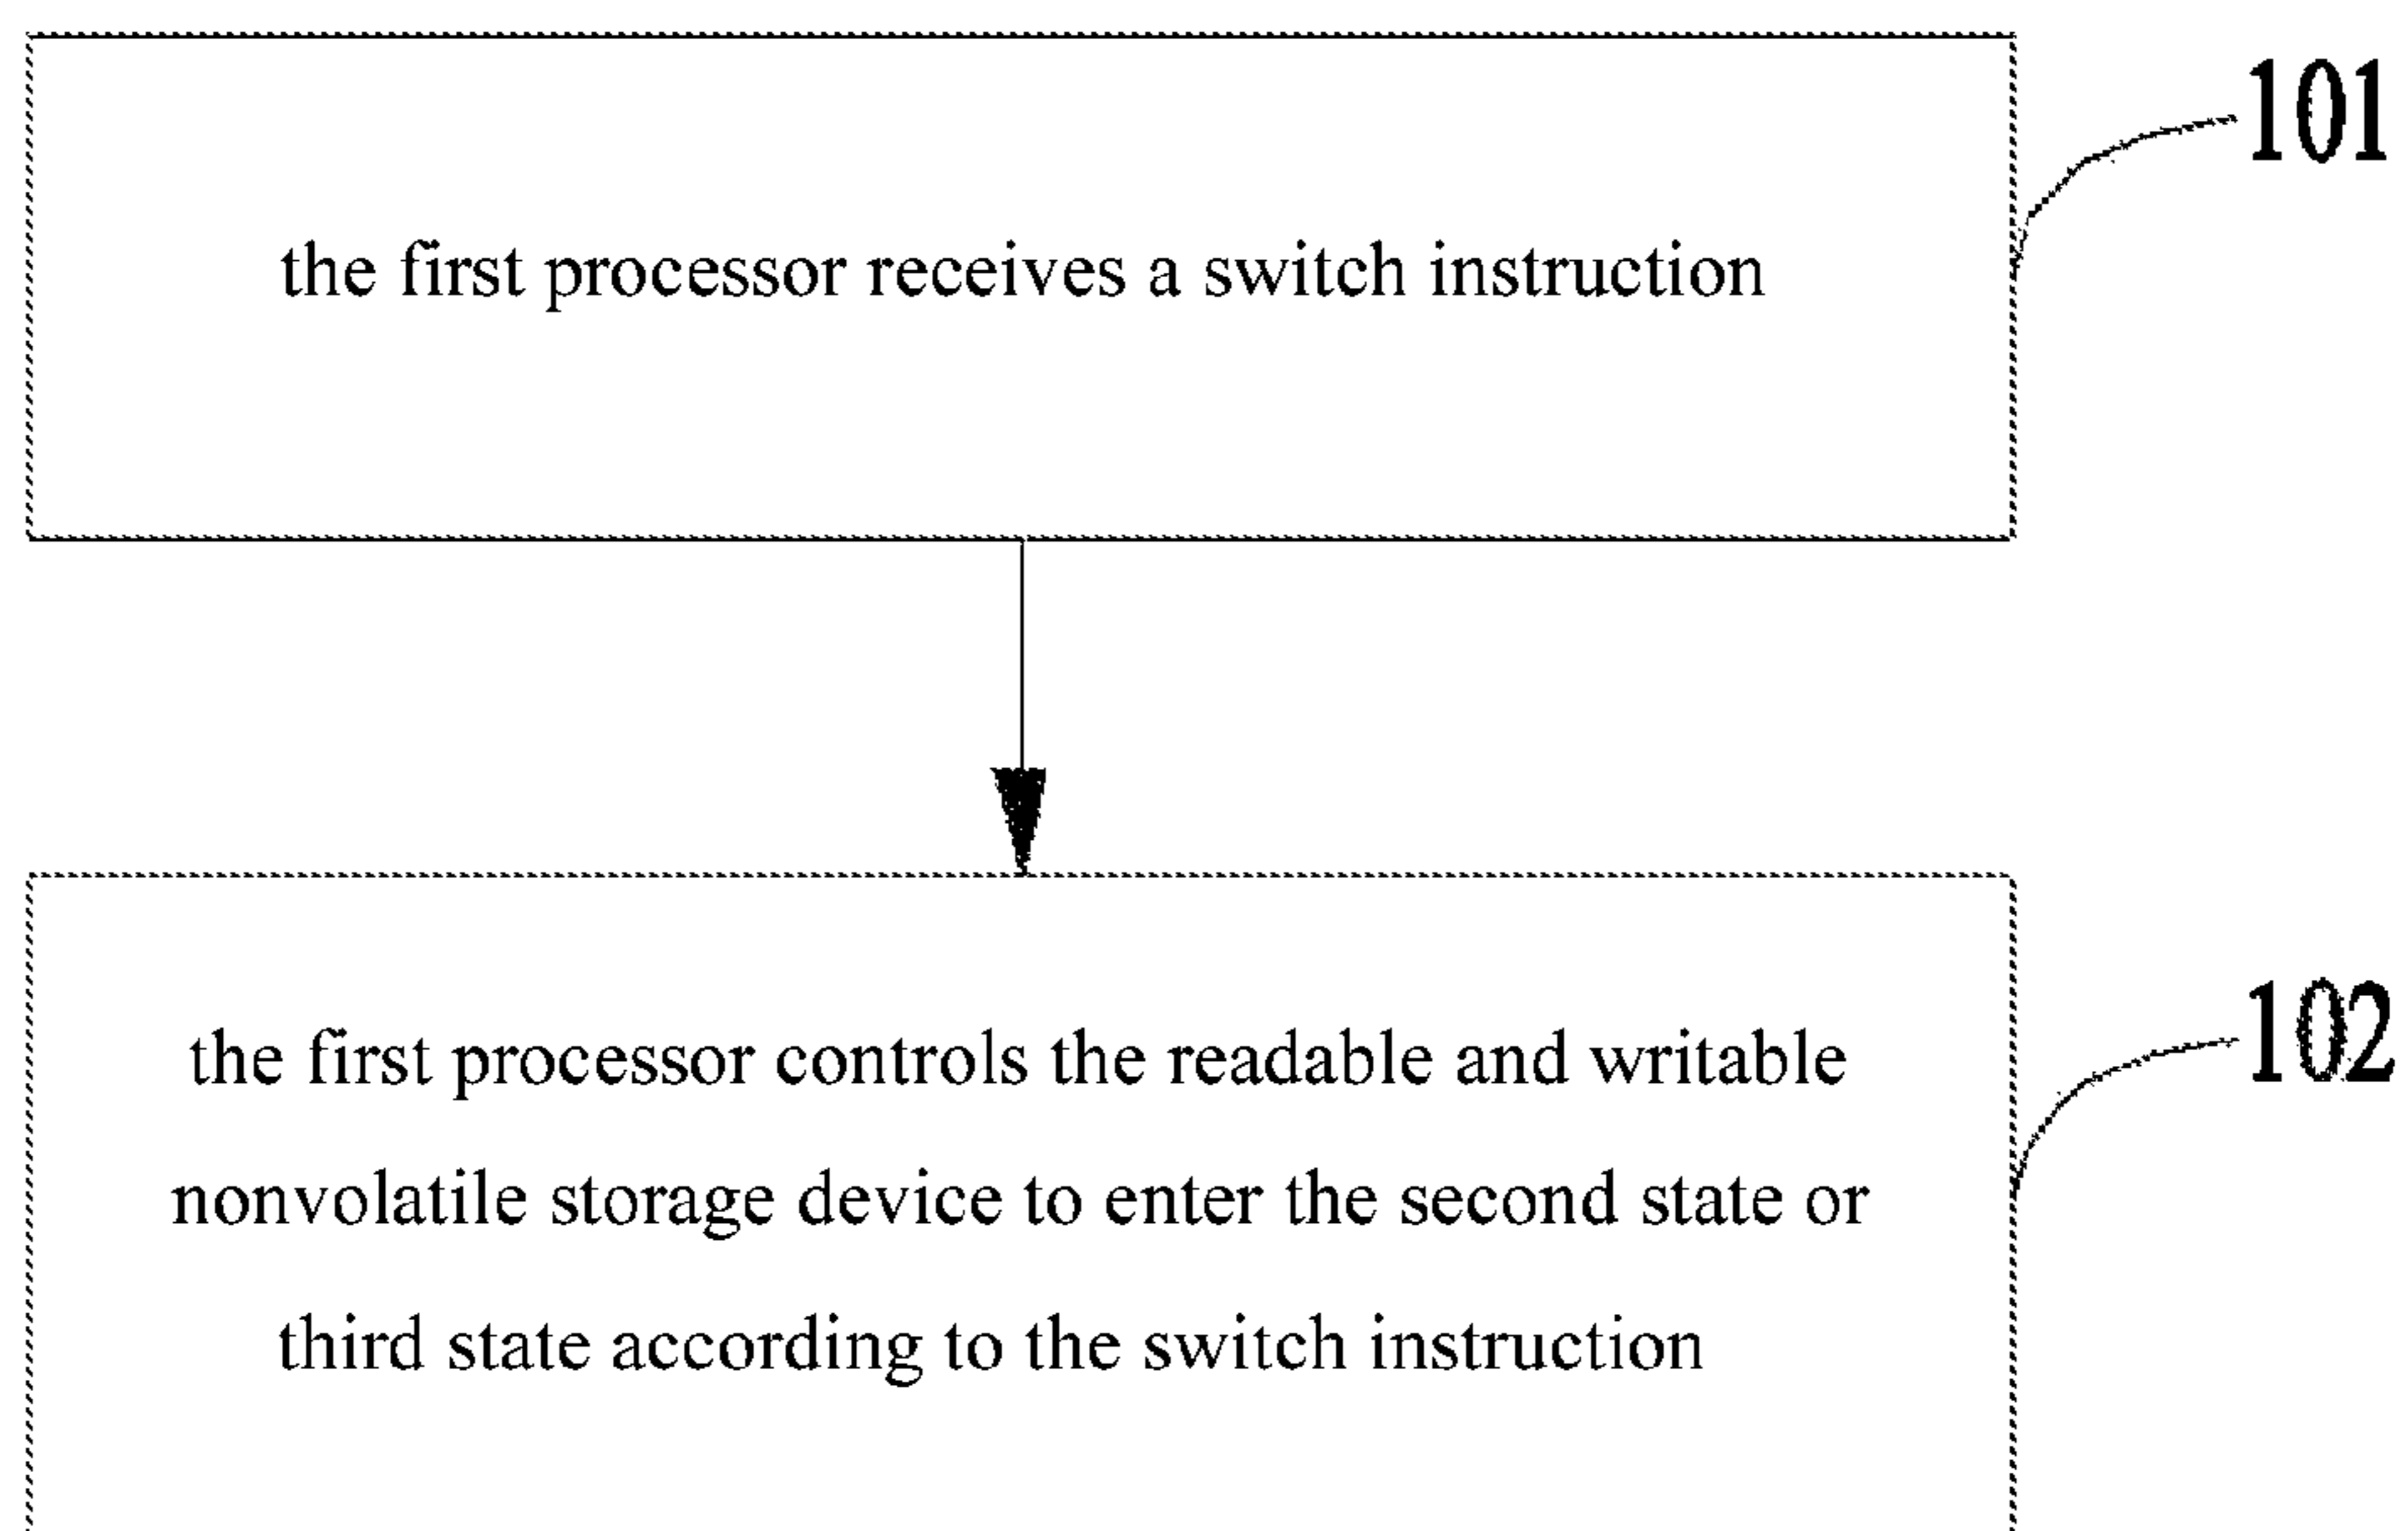 101
the first processor receives a switch instruction
102
the first processor controls the readable and writable
nonvolatile storage device to enter the second state or
third state according to the switch instruction